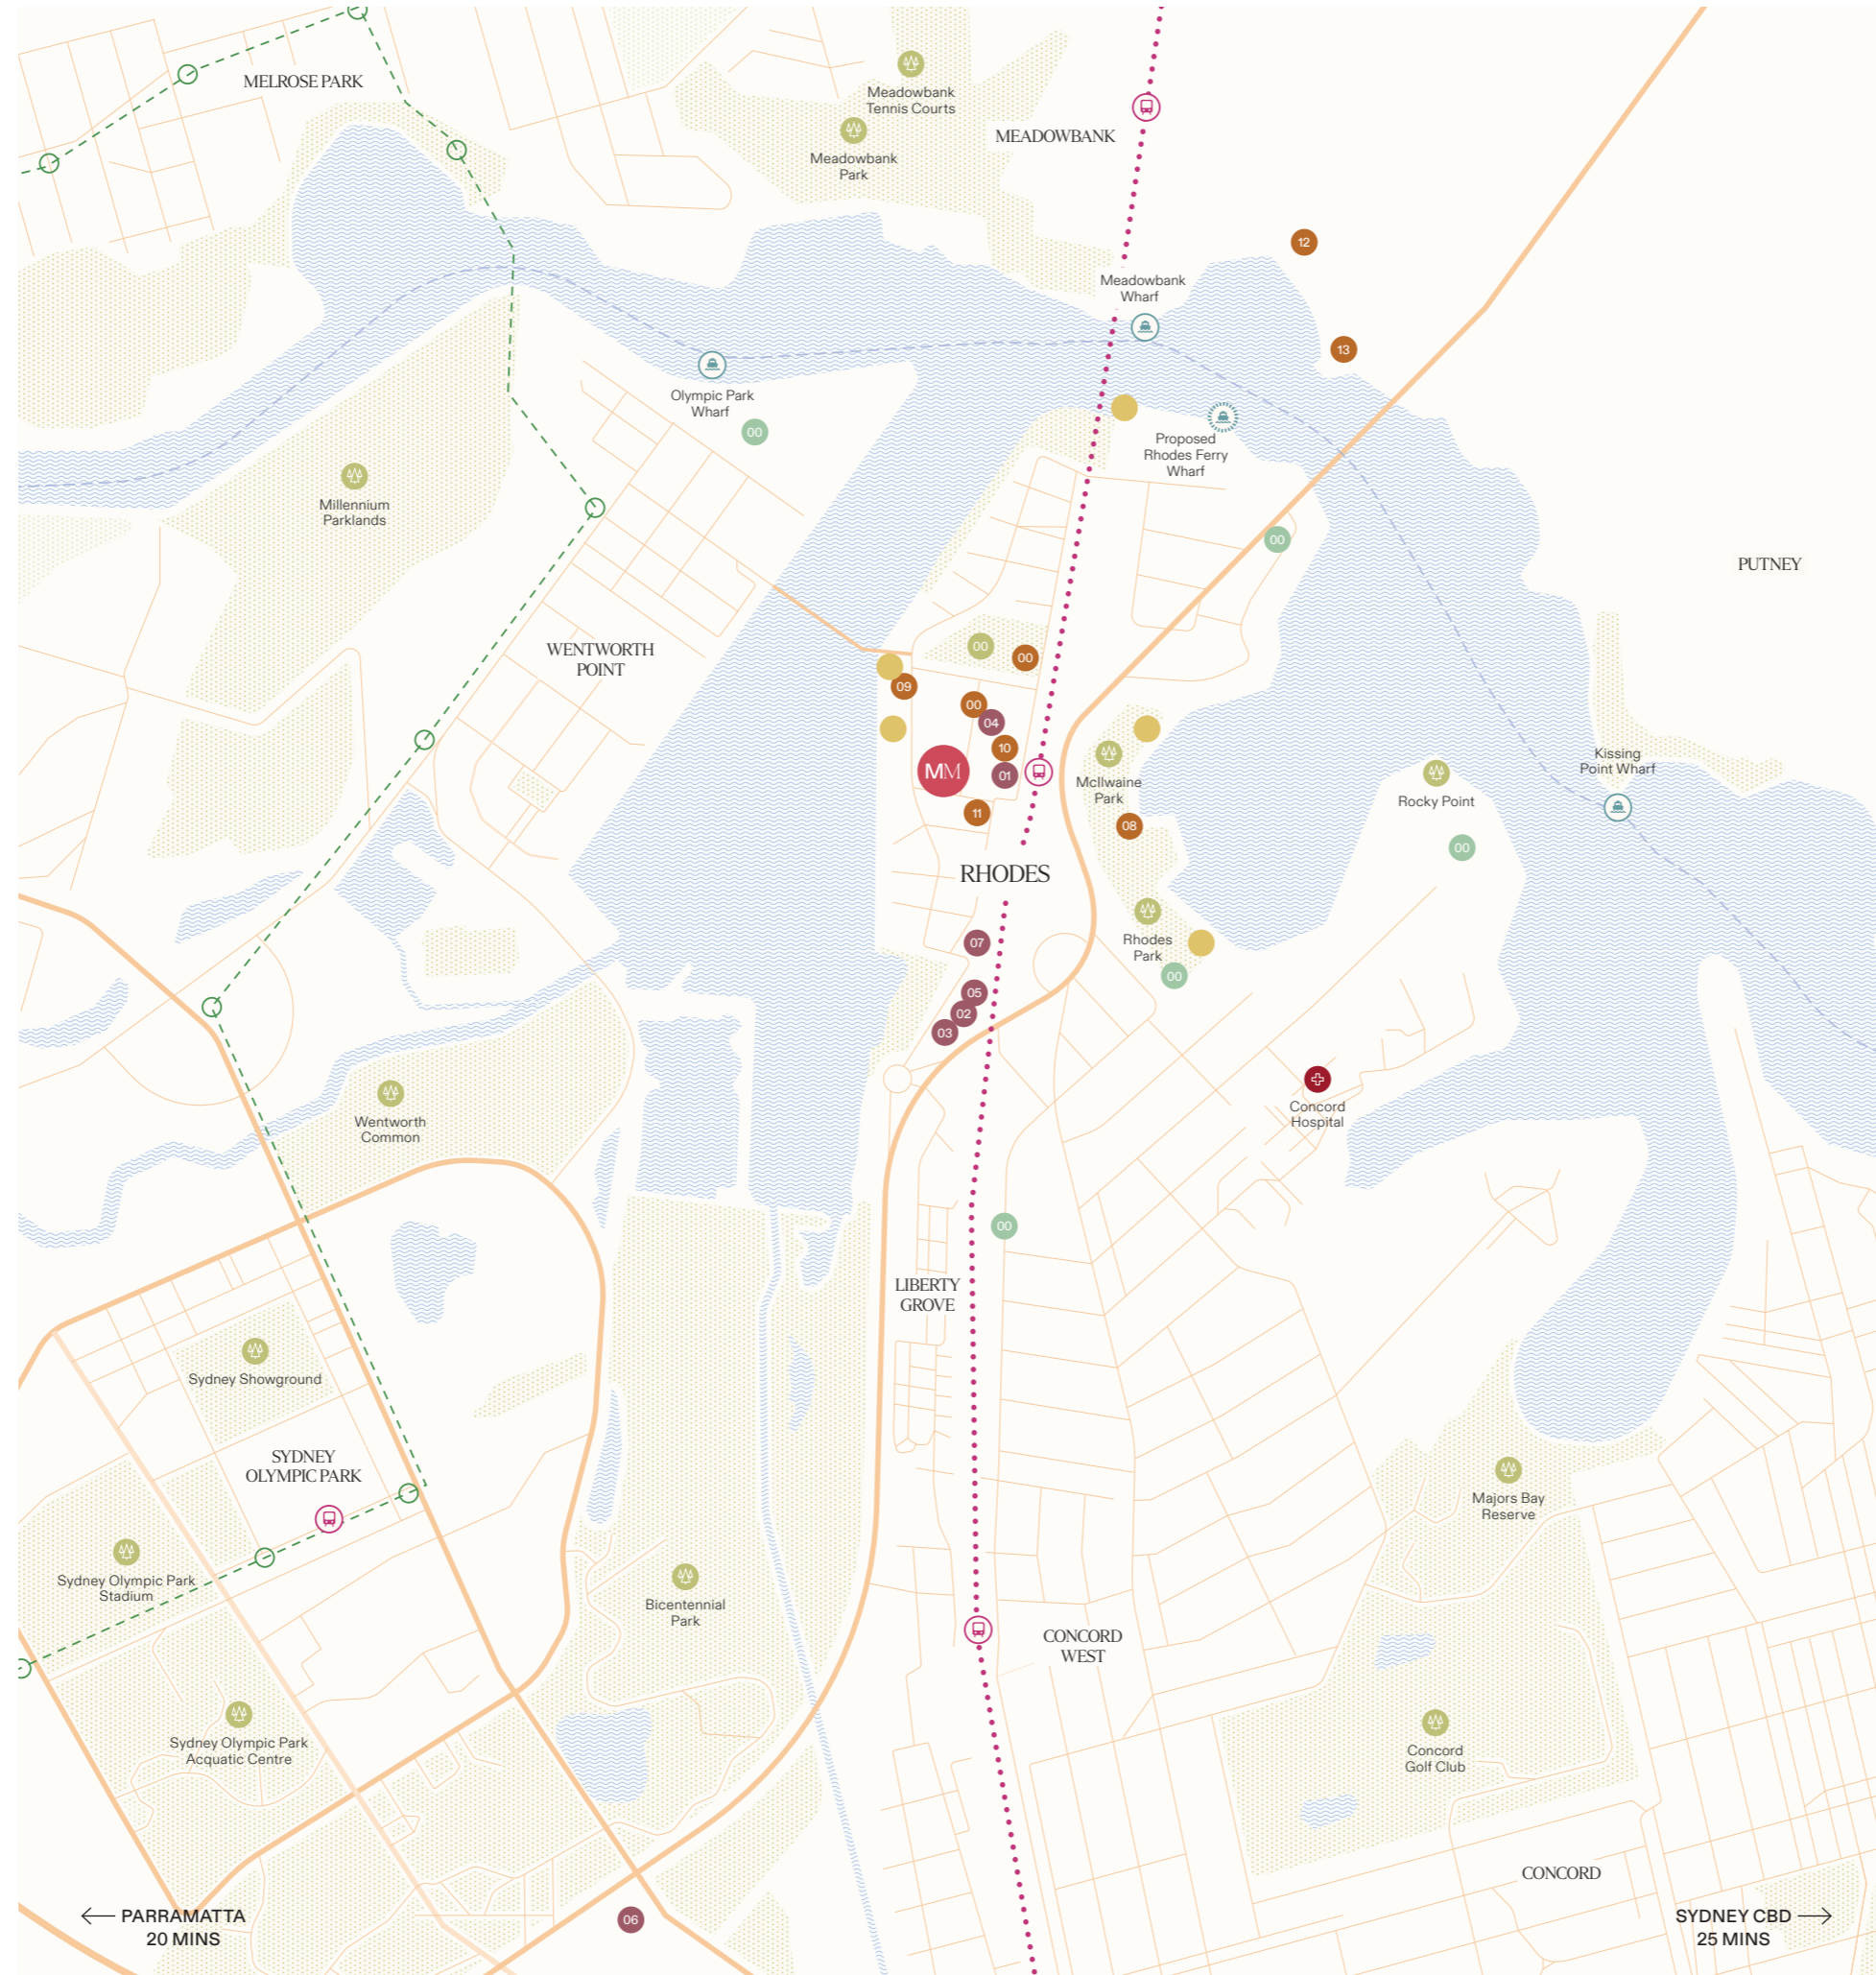 MELROSE PARK
Meadowbank
Tennis Courts
MEADOWBANK
Meadowbank
Park
12
Meadowbank
Wharf
13
Olympic Park
Wharf
00
Proposed
Rhodes Ferry
Wharf
Millennium
Parklands
00
PUTNEY
WENTWORTH
POINT
00
00
09
00
04
10
MM
01
11
McIlwaine
Park
08
Rocky Point
00
Kissing
Point Wharf
RHODES
07
Rhodes
Park
00
05
02
03
Concord
Hospital
Wentworth
Common
00
LIBERTY
GROVE
Sydney Showground
SYDNEY
OLYMPIC PARK
Majors Bay
Reserve
Sydney Olympic Park
Stadium
Bicentennial
Park
CONCORD
WEST
Sydney Olympic Park
Acquatic Centre
Concord
Golf Club
CONCORD
PARRAMATTA
20 MINS
06
SYDNEY CBD
25 MINS